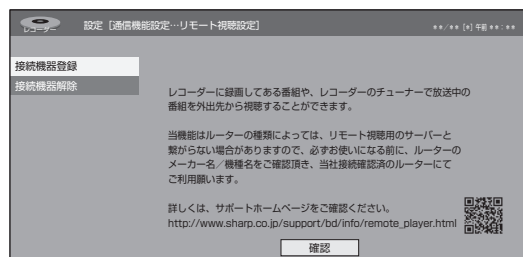 レコーダー 設定 [通信機能設定…リモート視聴設定] **/** [*] 午前 **:**
接続機器登録
接続機器解除
レコーダーに録画してある番組や、レコーダーのチューナーで放送中の
番組を外出先から視聴することができます。
当機能はルーターの種類によっては、リモート視聴用のサーバーと
繋がらない場合がありますので、必ずお使いになる前に、ルーターの
メーカー名／機種名をご確認頂き、当社接続確認済のルーターにて
ご利用願います。
詳しくは、サポートホームページをご確認ください。
http://www.sharp.co.jp/support/bd/info/remote_player.html
確認